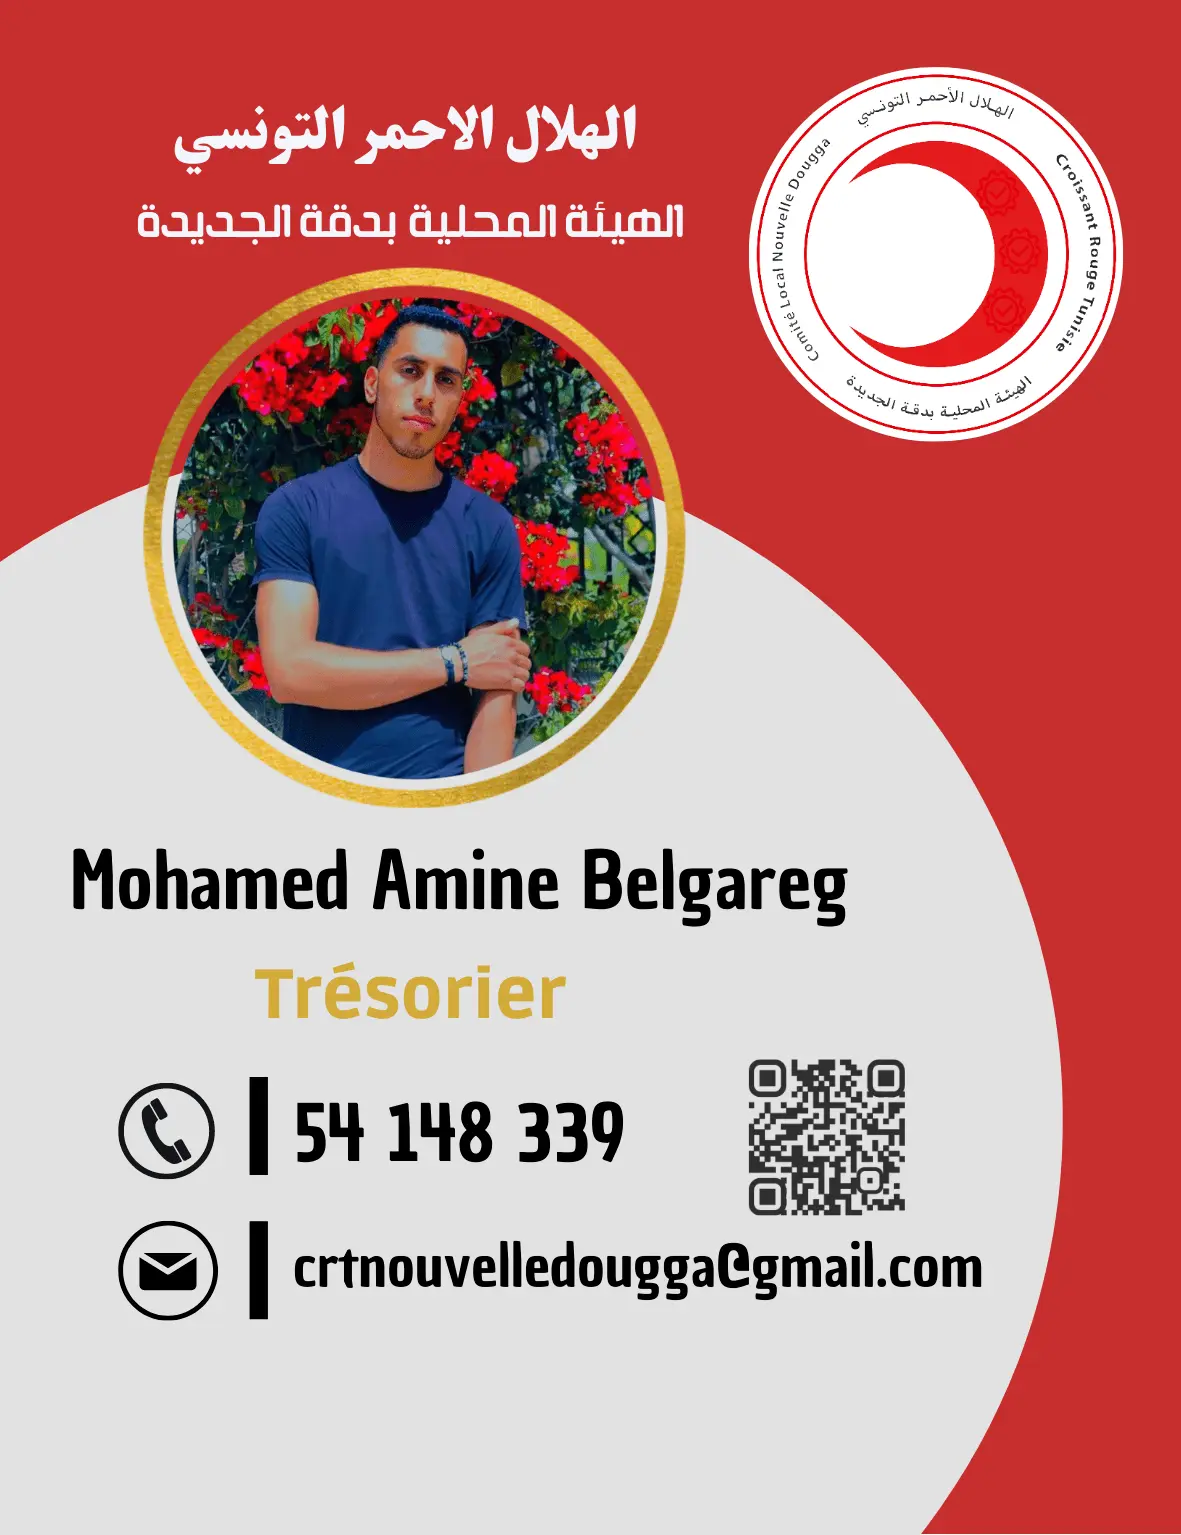 الهلال الاحمر التونسي
الهيئة المحلية بدقة الجديدة
الهلال الأحمر التونسي
Comité Local Nouvelle Dougga
Croissant Rouge Tunisie
الهيئة المحلية بدقة الجديدة
Mohamed Amine Belgareg
Trésorier
54 148 339
crtnouvelledougga@gmail.com